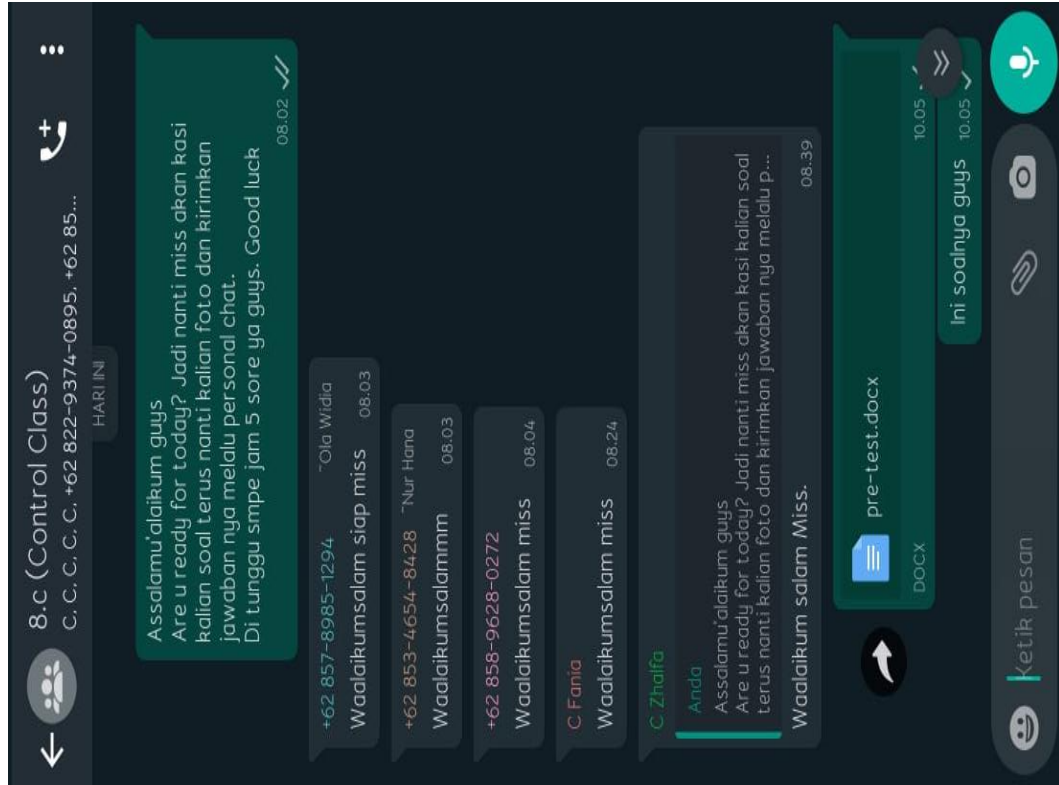 8.c (Control Class)
C, C, C, C, C, +62 822-9374-0895, +62 85...
HARI INI
Assalamu'alaikum guys
Are u ready for today? Jadi nanti miss akan kasi
kalian soal terus nanti kalian foto dan kirimkan
jawaban nya melalu personal chat.
Di tunggu smpe jam 5 sore ya guys. Good luck
08.02
+62 857-8985-1294 ~Ola Widia
Waalaikumsalam siap miss 08.03
+62 853-4654-8428 ~Nur Hana
Waalaikumsalammm 08.03
+62 858-9628-0272
Waalaikumsalam miss 08.04
C Fania
Waalaikumsalam miss 08.24
C Zhalfa
Anda
Assalamu'alaikum guys
Are u ready for today? Jadi nanti miss akan kasi kalian soal
terus nanti kalian foto dan kirimkan jawaban nya melalu p...
Waalaikum salam Miss. 08.39
pre-test.docx
DOCX 10.05
Ini soalnya guys 10.05
Ketik pesan